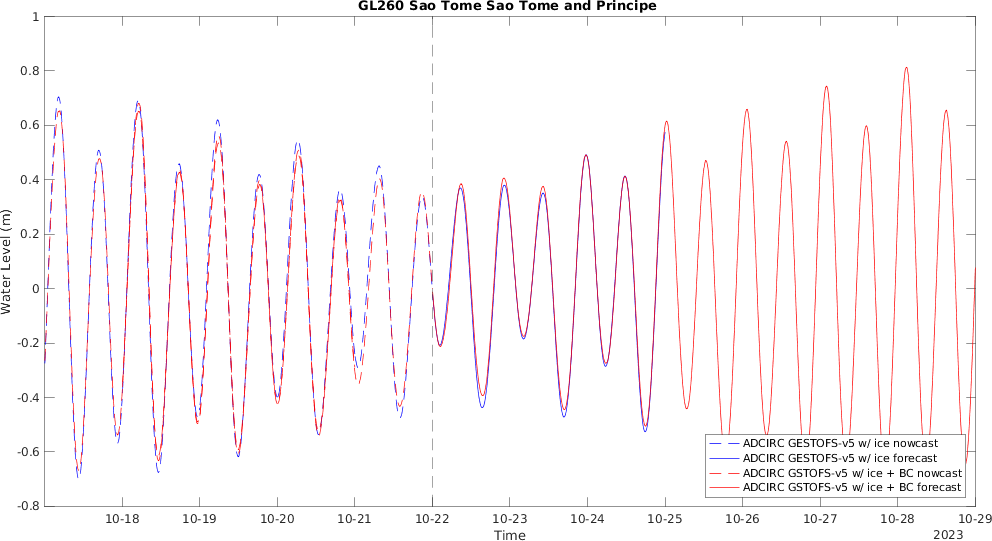 GL260 Sao Tome Sao Tome and Principe
Water Level (m)
1
0.8
0.6
0.4
0.2
0
-0.2
-0.4
-0.6
-0.8
ADCIRC GESTOFS-v5 w/ ice nowcast
ADCIRC GESTOFS-v5 w/ ice forecast
ADCIRC GSTOFS-v5 w/ ice + BC nowcast
ADCIRC GSTOFS-v5 w/ ice + BC forecast
10-18 10-19 10-20 10-21 10-22 10-23 10-24 10-25 10-26 10-27 10-28 10-29
Time
2023